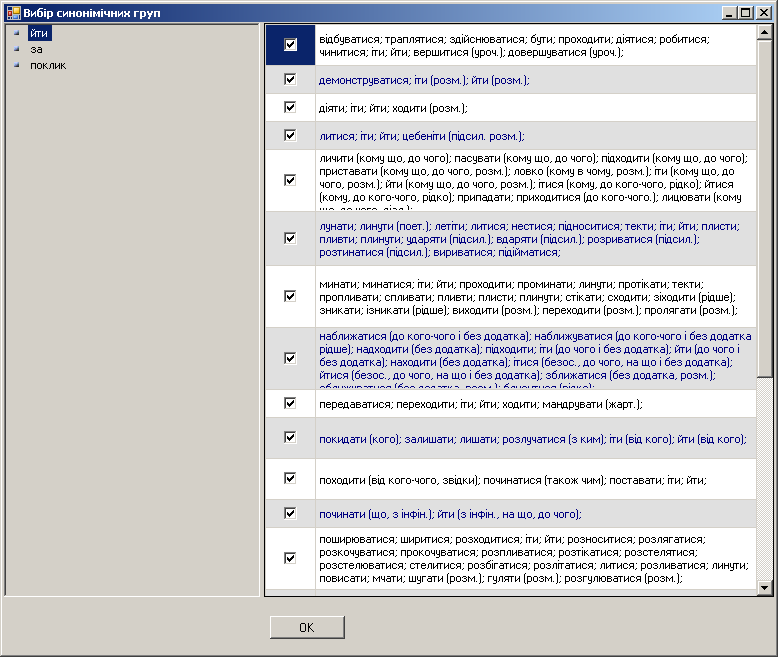 Вибір синонімічних груп
йти
за
поклик
відбуватися; траплятися; здійснюватися; бути; проходити; діятися; робитися;
чинитися; іти; йти; вершитися (уроч.); довершуватися (уроч.);
демонструватися; іти (розм.); йти (розм.);
діяти; іти; йти; ходити (розм.);
литися; іти; йти; цебеніти (підсил. розм.);
личити (кому що, до чого); пасувати (кому що, до чого); підходити (кому що, до чого);
приставати (кому що, до чого, розм.); ловко (кому в чому, розм.); іти (кому що, до
чого, розм.); йти (кому що, до чого, розм.); ітися (кому, до кого-чого, рідко); йтися
(кому, до кого-чого, рідко); припадати; приходитися (до кого-чого.); лицювати (кому
що, до чого, діал.);
лунати; линути (поет.); летіти; литися; нестися; підноситися; текти; іти; йти; плисти;
пливти; плинути; ударяти (підсил.); вдаряти (підсил.); розриватися (підсил.);
розтинатися (підсил.); вириватися; підійматися;
минати; минатися; іти; йти; проходити; проминати; линути; протікати; текти;
пропливати; спливати; пливти; плисти; плинути; стікати; сходити; зіходити (рідше);
зникати; ізникати (рідше); виходити (розм.); переходити (розм.); пролягати (розм.);
наближатися (до кого-чого і без додатка); наближуватися (до кого-чого і без додатка
рідше); надходити (без додатка); підходити; іти (до чого і без додатка); йти (до чого і
без додатка); находити (без додатка); ітися (безос., до чого, на що і без додатка);
йтися (безос., до чого, на що і без додатка); зближатися (без додатка, розм.);
зближуватися (без додатка, розм.);
передаватися; переходити; іти; йти; ходити; мандрувати (жарт.);
покидати (кого); залишати; лишати; розлучатися (з ким); іти (від кого); йти (від кого);
походити (від кого-чого, звідки); починатися (також чим); поставати; іти; йти;
починати (що, з інфін.); йти (з інфін., на що, до чого);
поширюватися; ширитися; розходитися; іти; йти; розноситися; розлягатися;
розкочуватися; прокочуватися; розпливатися; розтікатися; розстелятися;
розстелюватися; стелитися; розбігатися; розлітатися; литися; розливатися; линути;
повисати; мчати; шугати (розм.); гуляти (розм.); розгулюватися (розм.);
OK